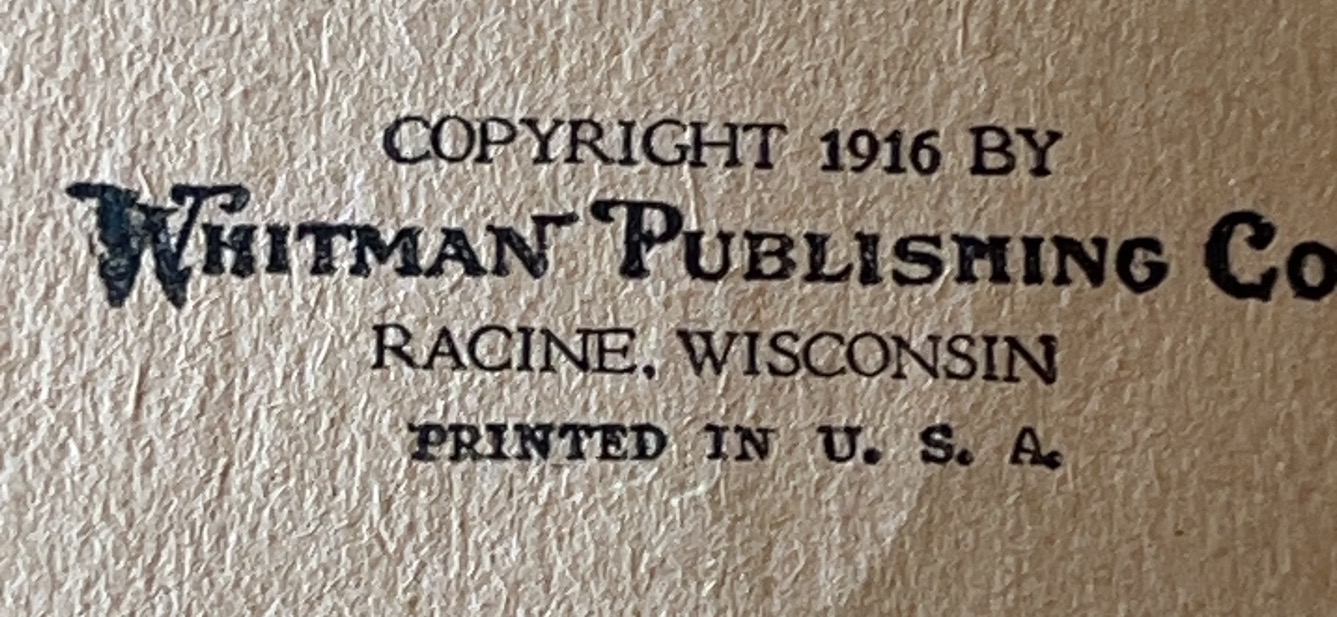 COPYRIGHT 1916 BY
WHITMAN PUBLISHING CO
RACINE, WISCONSIN
PRINTED IN U. S. A.